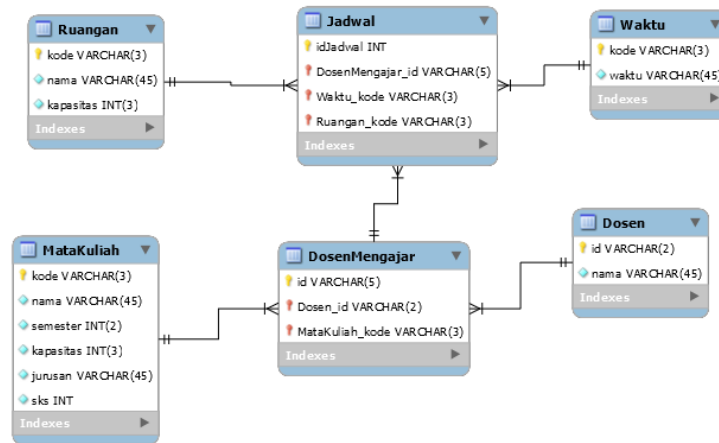 Ruangan
kode VARCHAR(3)
nama VARCHAR(45)
kapasitas INT(3)
Indexes
Jadwal
idJadwal INT
DosenMengajar_id VARCHAR(5)
Waktu_kode VARCHAR(3)
Ruangan_kode VARCHAR(3)
Indexes
Waktu
kode VARCHAR(3)
waktu VARCHAR(45)
Indexes
MataKuliah
kode VARCHAR(3)
nama VARCHAR(45)
semester INT(2)
kapasitas INT(3)
jurusan VARCHAR(45)
sks INT
Indexes
DosenMengajar
id VARCHAR(5)
Dosen_id VARCHAR(2)
MataKuliah_kode VARCHAR(3)
Indexes
Dosen
id VARCHAR(2)
nama VARCHAR(45)
Indexes